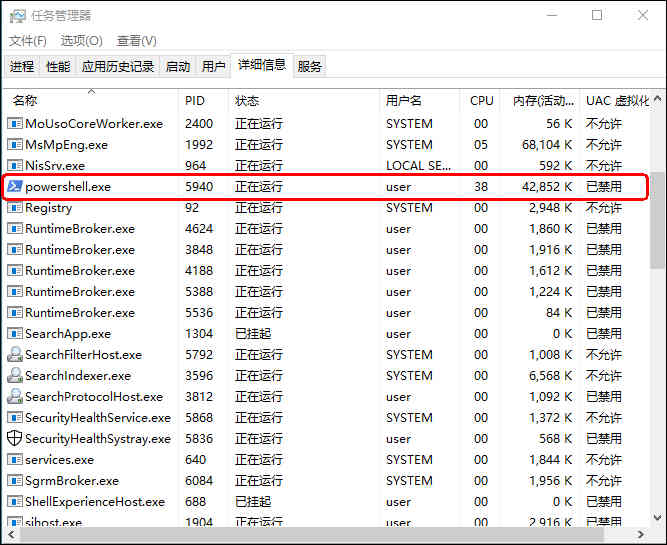 任务管理器
文件(F) 选项(O) 查看(V)
进程 性能 应用历史记录 启动 用户 详细信息 服务
名称 PID 状态 用户名 CPU 内存(活动... UAC 虚拟化
MoUsoCoreWorker.exe 2400 正在运行 SYSTEM 00 56 K 不允许
MsMpEng.exe 1992 正在运行 SYSTEM 05 68,104 K 不允许
NisSrv.exe 964 正在运行 LOCAL SE... 00 592 K 不允许
powershell.exe 5940 正在运行 user 38 42,852 K 已禁用
Registry 92 正在运行 SYSTEM 00 2,948 K 不允许
RuntimeBroker.exe 4624 正在运行 user 00 1,860 K 已禁用
RuntimeBroker.exe 3848 正在运行 user 00 1,916 K 已禁用
RuntimeBroker.exe 4188 正在运行 user 00 1,612 K 已禁用
RuntimeBroker.exe 5388 正在运行 user 00 1,224 K 已禁用
RuntimeBroker.exe 5536 正在运行 user 00 84 K 已禁用
SearchApp.exe 1304 已挂起 user 00 0 K 已禁用
SearchFilterHost.exe 5792 正在运行 SYSTEM 00 1,008 K 不允许
SearchIndexer.exe 3596 正在运行 SYSTEM 00 6,568 K 不允许
SearchProtocolHost.exe 3812 正在运行 user 00 1,092 K 已禁用
SecurityHealthService.exe 5868 正在运行 SYSTEM 00 1,372 K 不允许
SecurityHealthSystray.exe 5836 正在运行 user 00 568 K 已禁用
services.exe 640 正在运行 SYSTEM 00 1,844 K 不允许
SgrmBroker.exe 6084 正在运行 SYSTEM 00 1,956 K 不允许
ShellExperienceHost.exe 688 已挂起 user 00 0 K 已禁用
sihost.exe 1904 正在运行 user 00 2,916 K 已禁用